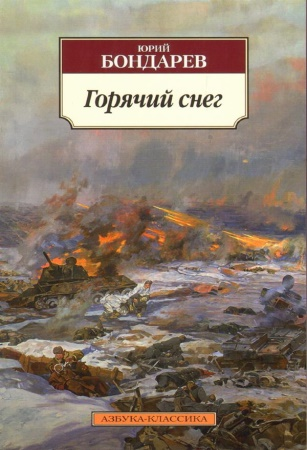 ЮРИЙ
БОНДАРЕВ
Горячий снег
АЗБУКА-КЛАССИКА